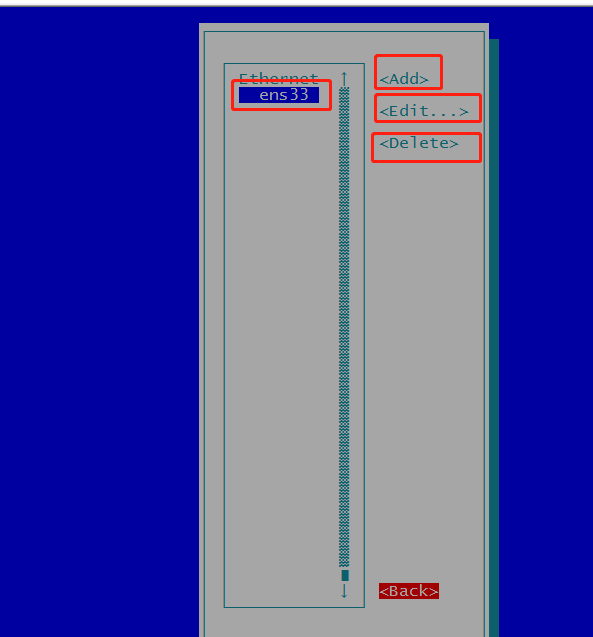 Ethernet
ens33
<Add>
<Edit...>
<Delete>
<Back>